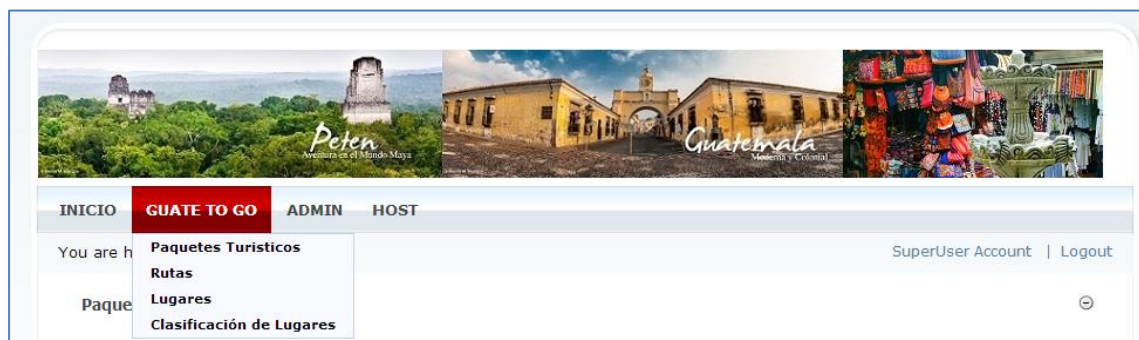 Peten
Aventura en el Mundo Maya
Guatemala
Moderna y Colonial
INICIO GUATE TO GO ADMIN HOST
You are h
SuperUser Account | Logout
Paquetes Turisticos
Rutas
Lugares
Clasificación de Lugares
Paque